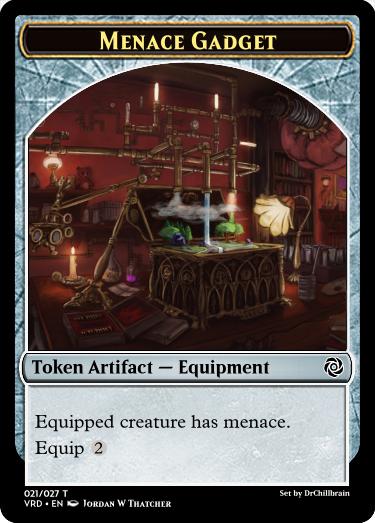 MENACE GADGET
Token Artifact — Equipment
Equipped creature has menace.
Equip 2
021/027 T
Set by DrChillbrain
VRD • EN JORDAN W THATCHER